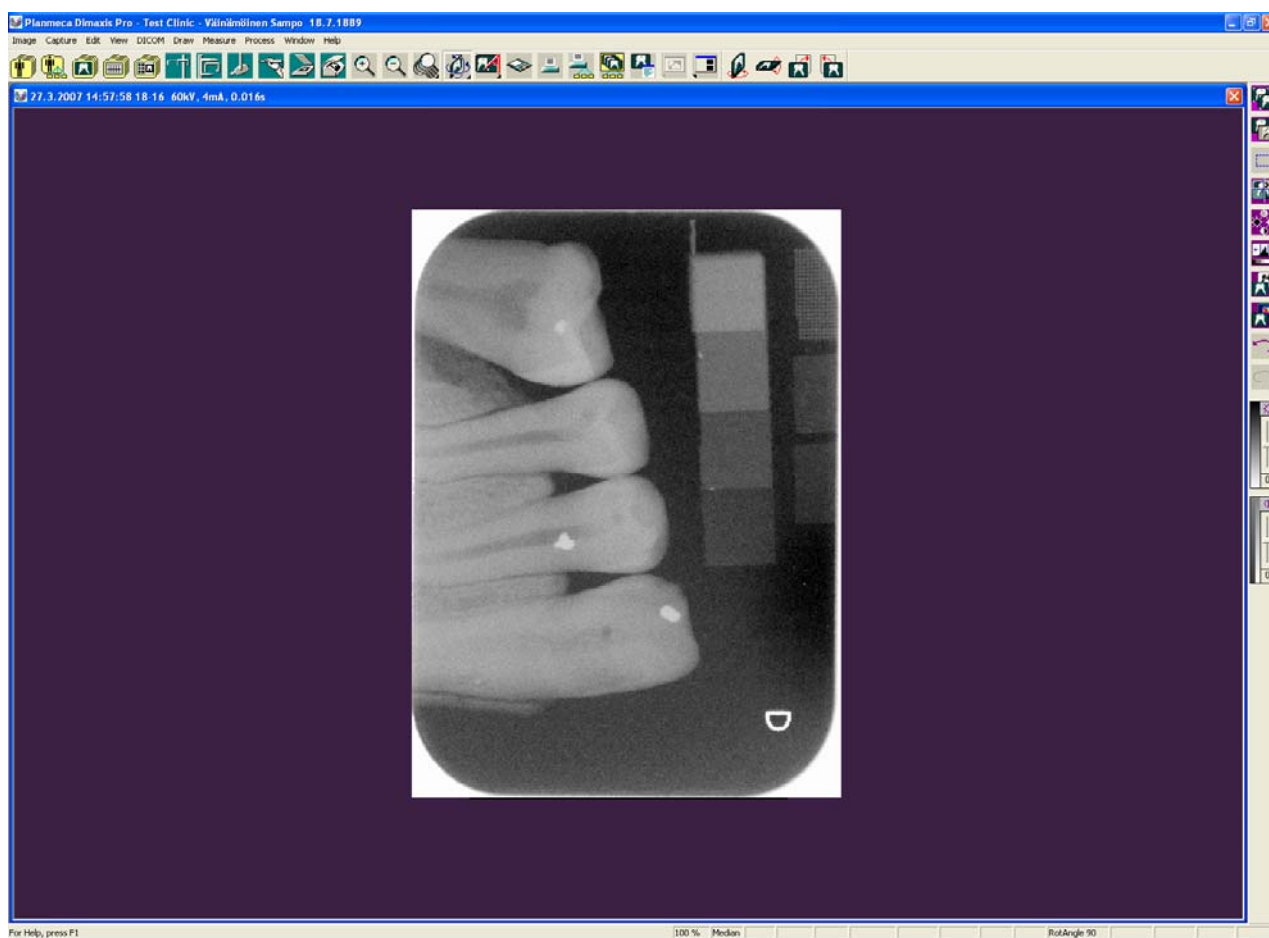 Planmeca Dimaxis Pro - Test Clinic - Väinämöinen Sampo 18.7.1889
Image Capture Edit View DICOM Draw Measure Process Window Help
27.3.2007 14:57:58 18-16 60kV, 4mA, 0.016s
D
For Help, press F1 100 % Median RotAngle 90